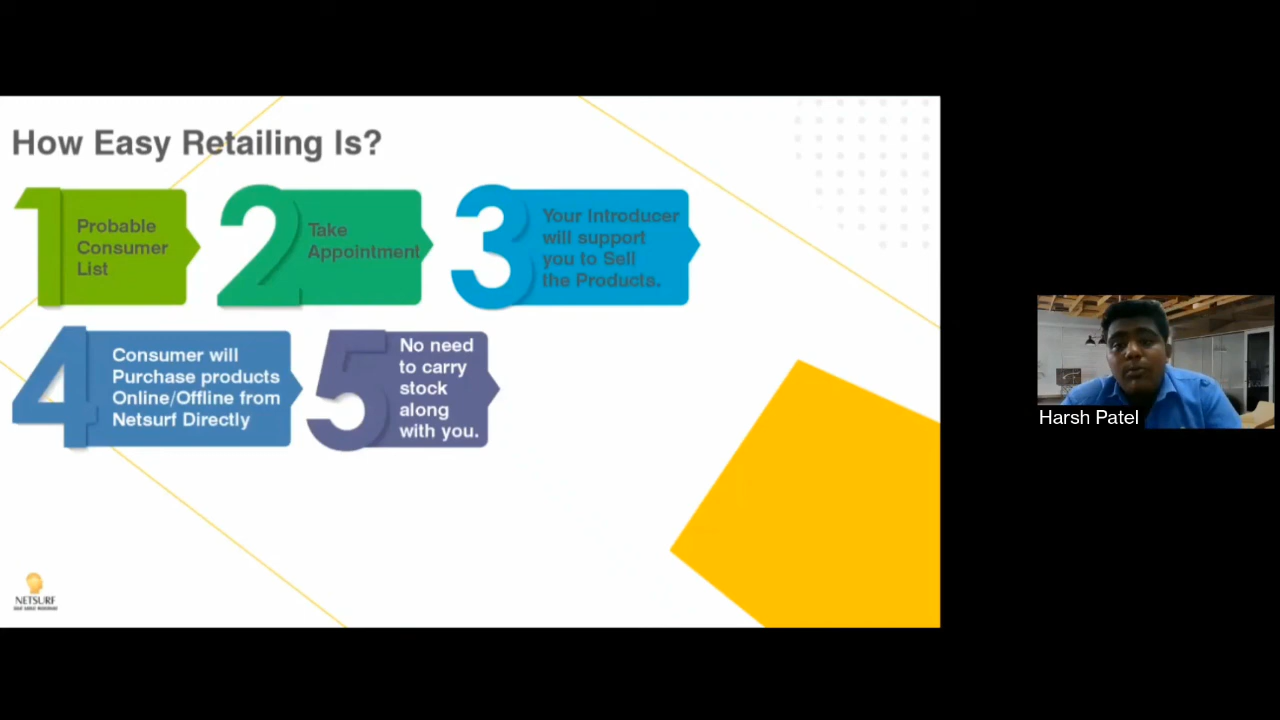 How Easy Retailing Is?
1
Probable
Consumer
List
2
Take
Appointment
3
Your Introducer
will support
you to Sell
the Products.
4
Consumer will
Purchase products
Online/Offline from
Netsurf Directly
5
No need
to carry
stock
along
with you.
NETSURF
Harsh Patel